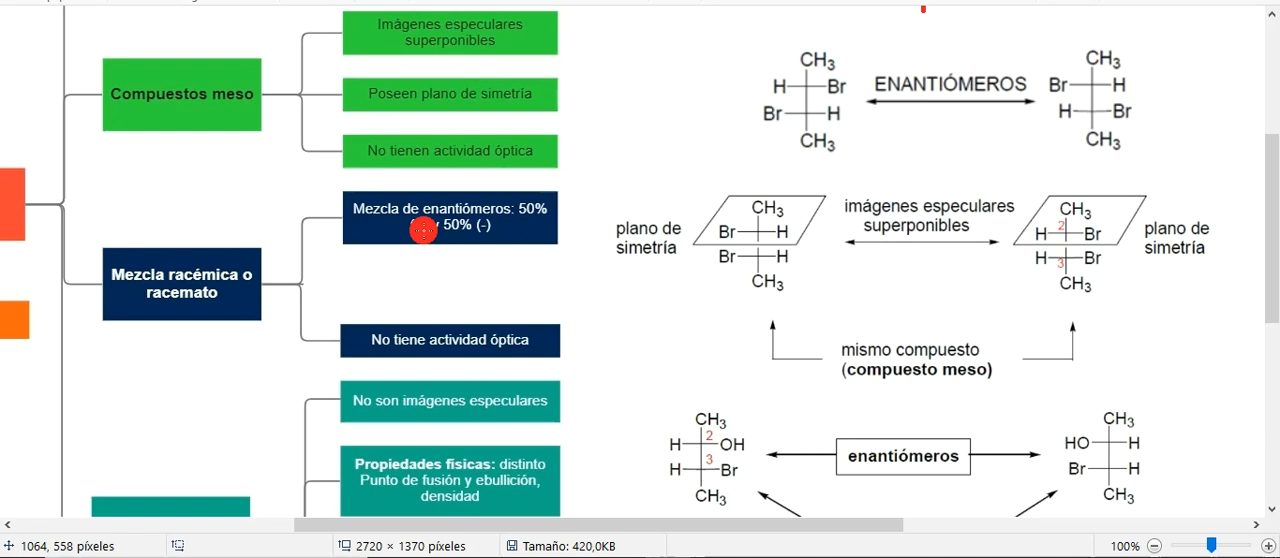 Imágenes especulares
superponibles
Compuestos meso
Poseen plano de simetría
No tienen actividad óptica
Mezcla de enantiómeros: 50%
y 50% (-)
Mezcla racémica o
racemato
No tiene actividad óptica
No son imágenes especulares
Propiedades físicas: distinto
Punto de fusión y ebullición,
densidad
CH3
H Br
Br H
CH3
ENANTIÓMEROS
CH3
Br H
H Br
CH3
plano de
simetría
CH3
Br H
Br H
CH3
imágenes especulares
superponibles
CH3
2
H Br
H Br
3
CH3
plano de
simetría
mismo compuesto
(compuesto meso)
CH3
2
H OH
3
H Br
CH3
enantiómeros
CH3
HO H
Br H
CH3
1064, 558 píxeles
2720 × 1370 píxeles
Tamaño: 420,0KB
100%